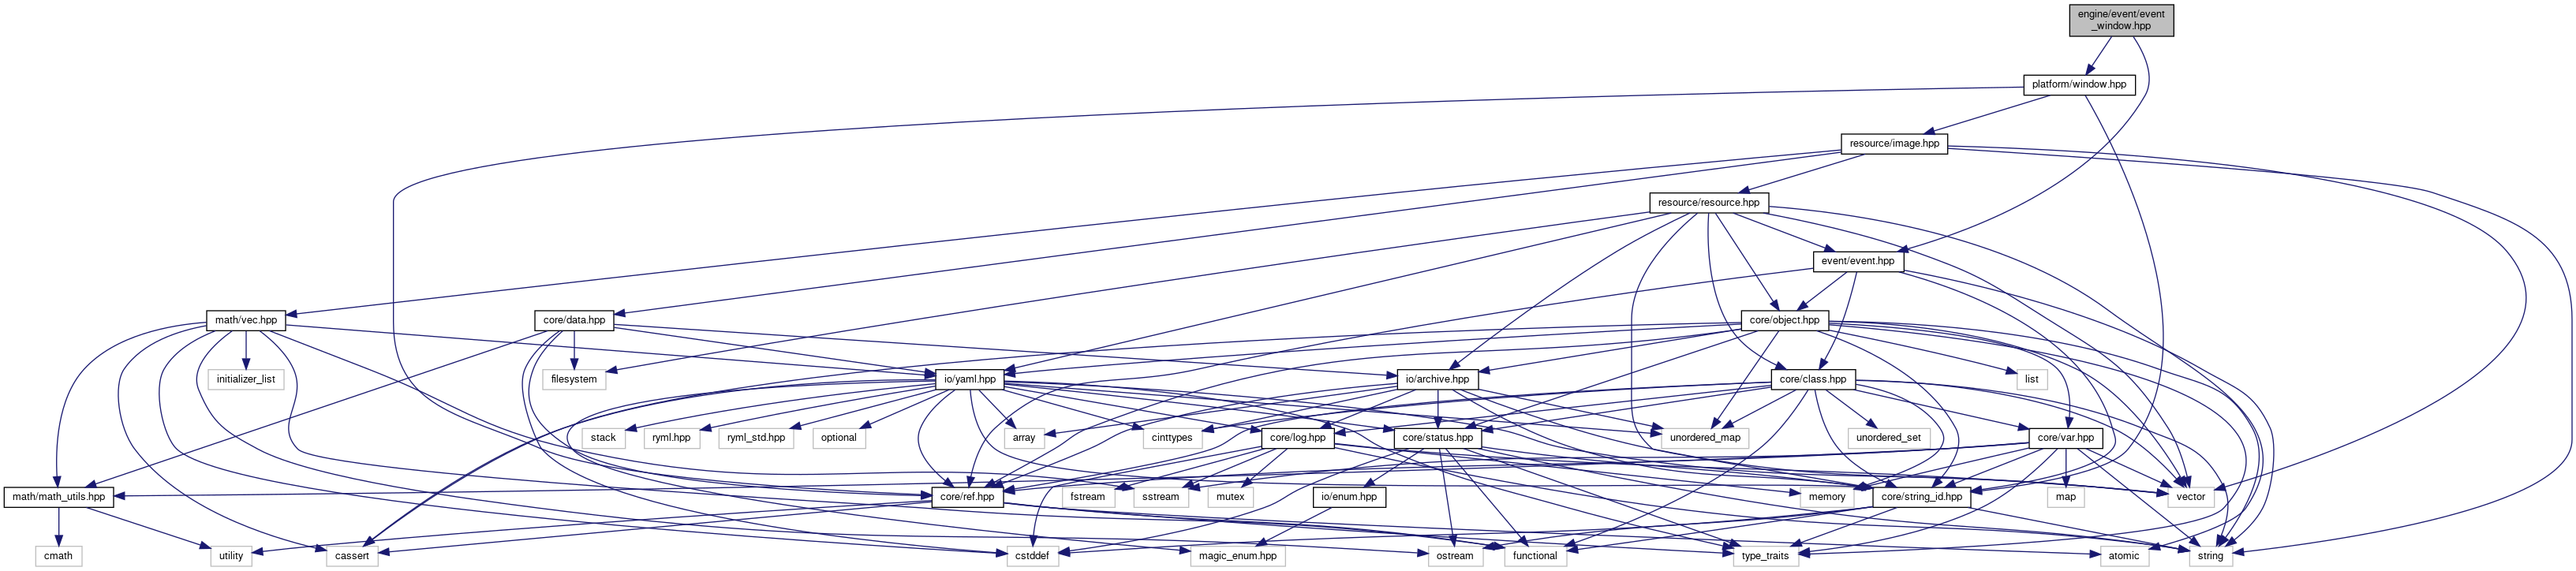 engine/event/event
_window.hpp
platform/window.hpp
resource/image.hpp
resource/resource.hpp
event/event.hpp
math/vec.hpp
core/data.hpp
core/object.hpp
initializer_list
filesystem
io/yaml.hpp
io/archive.hpp
core/class.hpp
list
stack
ryml.hpp
ryml_std.hpp
optional
array
cinttypes
core/log.hpp
core/status.hpp
unordered_map
unordered_set
core/var.hpp
math/math_utils.hpp
core/ref.hpp
fstream
sstream
mutex
io/enum.hpp
memory
core/string_id.hpp
map
vector
cmath
utility
cassert
cstddef
magic_enum.hpp
ostream
functional
type_traits
atomic
string